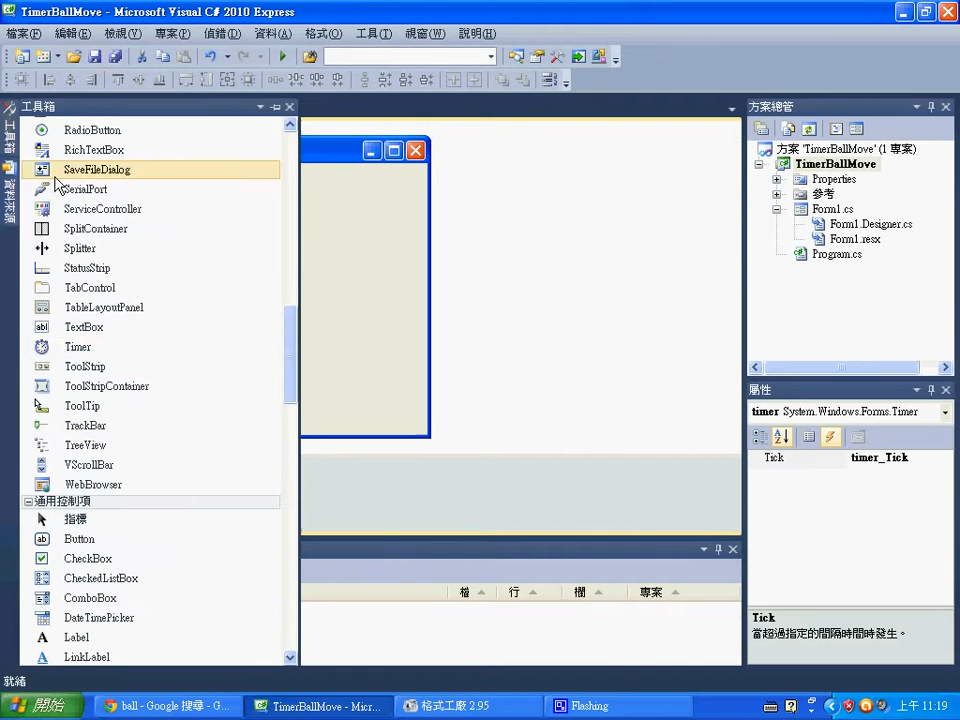 TimerBallMove - Microsoft Visual C# 2010 Express
檔案(F) 編輯(E) 檢視(V) 專案(P) 偵錯(D) 資料(A) 格式(O) 工具(T) 視窗(W) 說明(H)
工具箱
方案總管
工具箱
資料來源
RadioButton
RichTextBox
SaveFileDialog
SerialPort
ServiceController
SplitContainer
Splitter
StatusStrip
TabControl
TableLayoutPanel
TextBox
Timer
ToolStrip
ToolStripContainer
ToolTip
TrackBar
TreeView
VScrollBar
WebBrowser
通用控制項
指標
Button
CheckBox
CheckedListBox
ComboBox
DateTimePicker
Label
LinkLabel
檔 行 欄 專案
方案 'TimerBallMove' (1 專案)
TimerBallMove
Properties
參考
Form1.cs
Form1.Designer.cs
Form1.resx
Program.cs
屬性
timer System.Windows.Forms.Timer
Tick timer_Tick
Tick
當超過指定的間隔時間時發生。
就緒
開始 ball - Google 搜尋 - G... TimerBallMove - Micr... 格式工廠 2.95 Flashing 上午 11:19